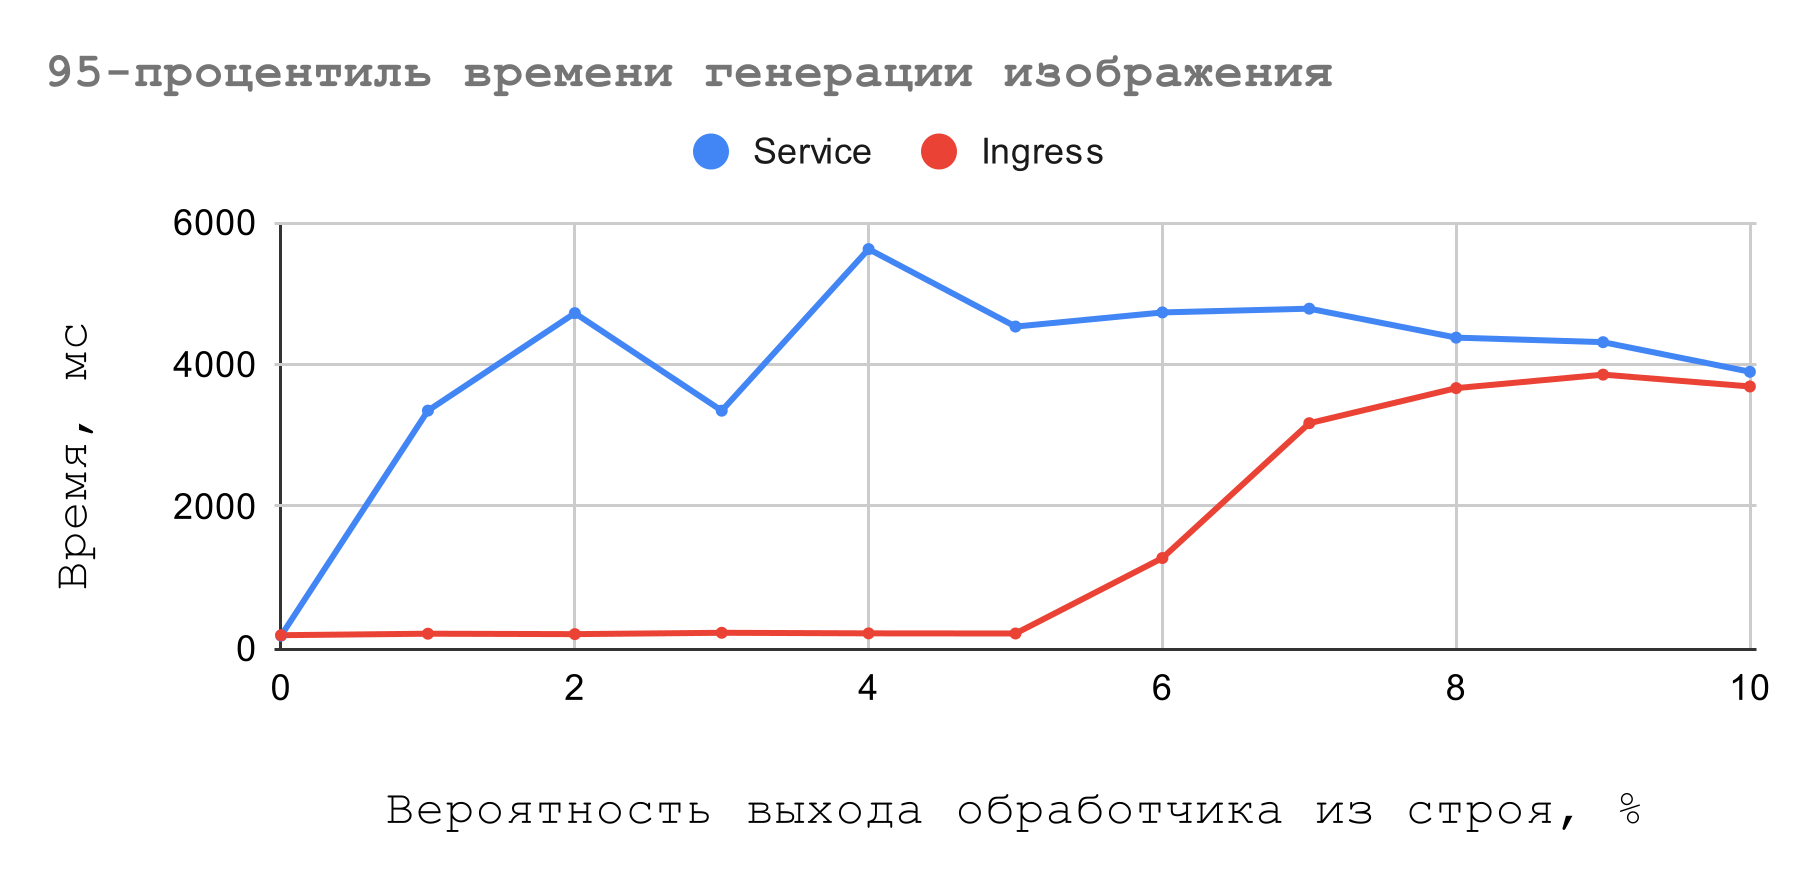 95-процентиль времени генерации изображения
Service
Ingress
6000
4000
2000
0
Время, мс
0
2
4
6
8
10
Вероятность выхода обработчика из строя, %